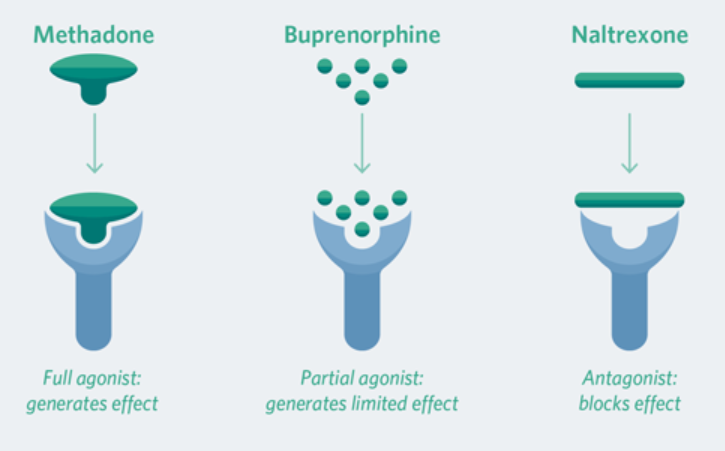 Methadone
Buprenorphine
Naltrexone
Full agonist:
generates effect
Partial agonist:
generates limited effect
Antagonist:
blocks effect